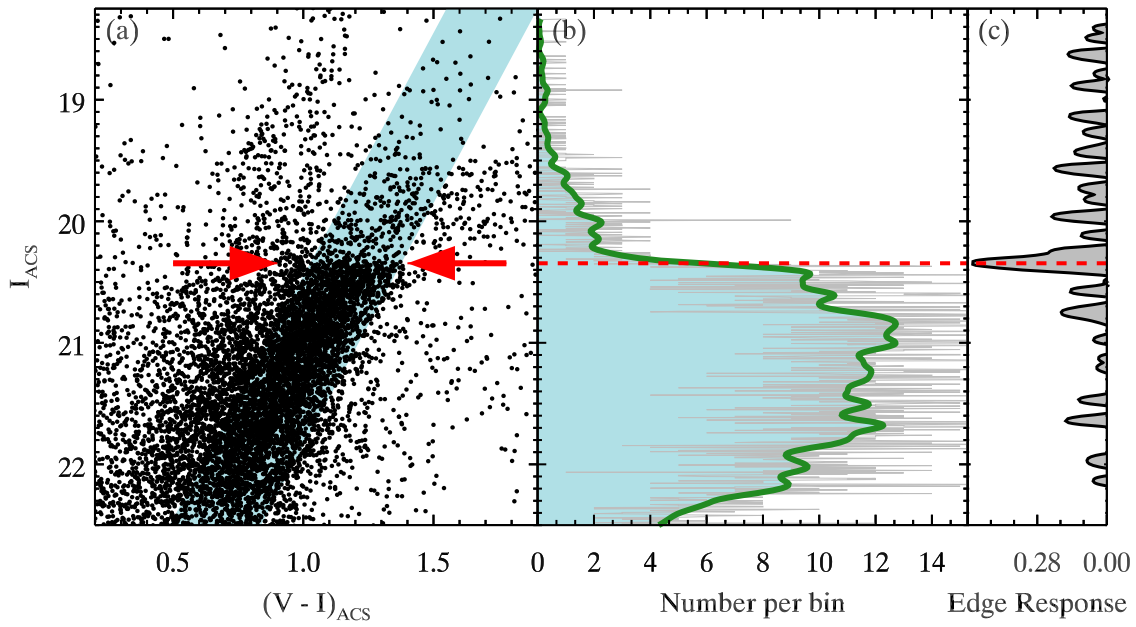 (a)
(b)
(c)
19
20
21
22
I_ACS
0.5 1.0 1.5
0 2 4 6 8 10 12 14
0.28 0.00
(V - I)_ACS
Number per bin
Edge Response